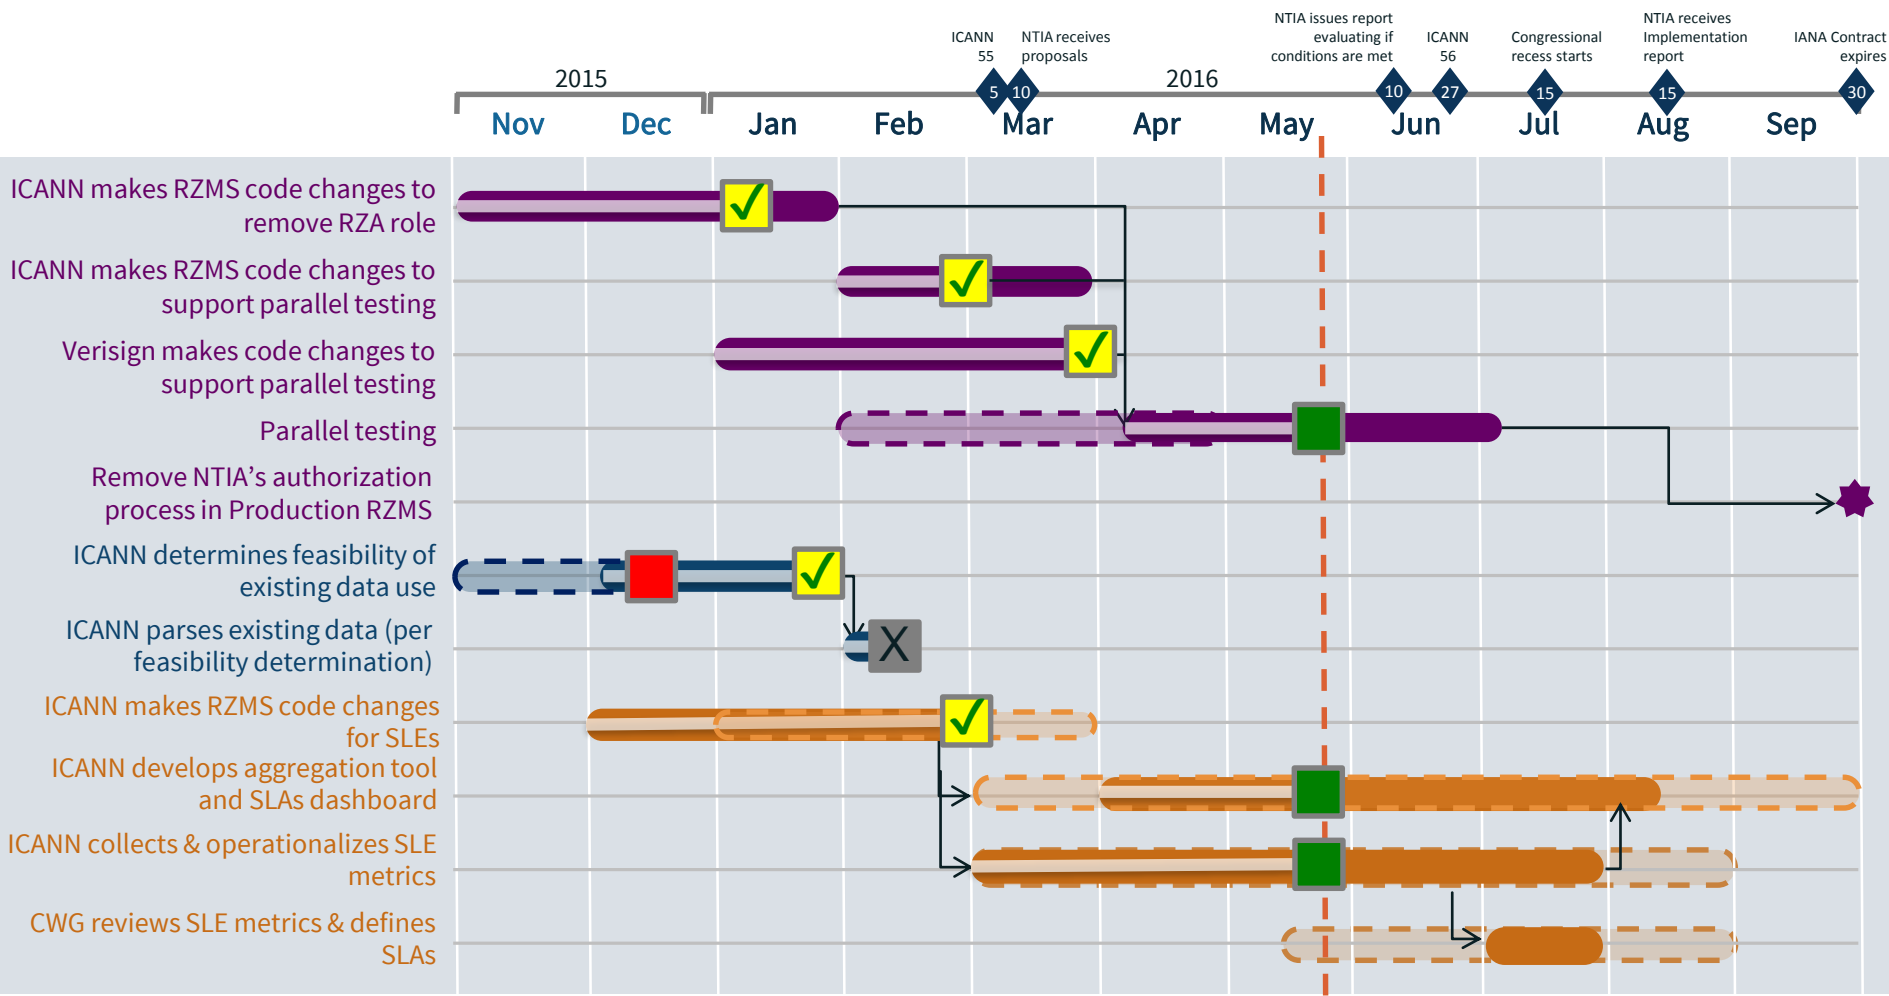 NTIA issues report
evaluating if
conditions are met
NTIA receives
Implementation
report
ICANN
55
NTIA receives
proposals
ICANN
56
Congressional
recess starts
IANA Contract
expires
2015
2016
5
10
10
27
15
15
30
Nov
Dec
Jan
Feb
Mar
Apr
May
Jun
Jul
Aug
Sep
ICANN makes RZMS code changes to
remove RZA role
ICANN makes RZMS code changes to
support parallel testing
Verisign makes code changes to
support parallel testing
Parallel testing
Remove NTIA’s authorization
process in Production RZMS
ICANN determines feasibility of
existing data use
ICANN parses existing data (per
feasibility determination)
X
ICANN makes RZMS code changes
for SLEs
ICANN develops aggregation tool
and SLAs dashboard
ICANN collects & operationalizes SLE
metrics
CWG reviews SLE metrics & defines
SLAs